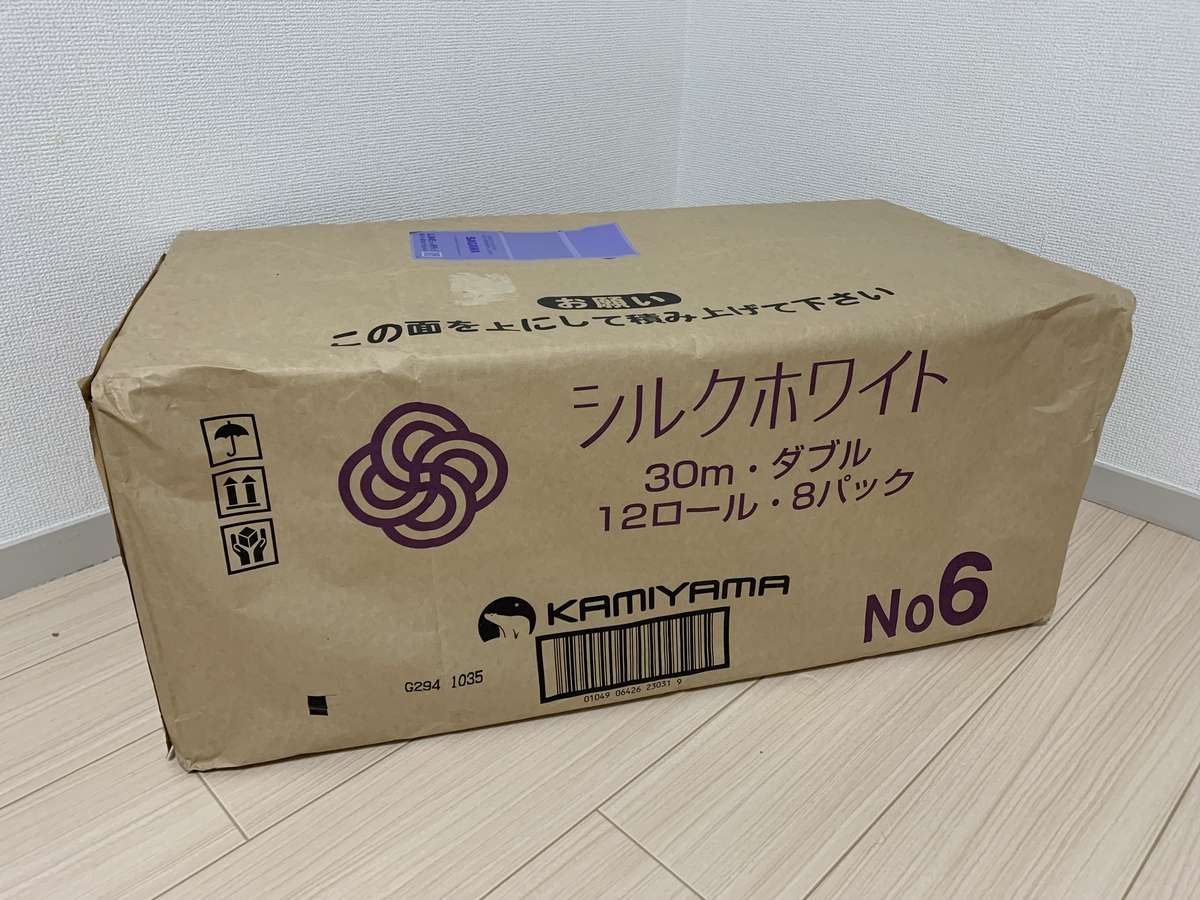 SAGAWA
お願い
この面を上にして積み上げて下さい
シルクホワイト
30m・ダブル
12ロール・8パック
KAMIYAMA
No6
G294 1035
01049 06426 23031 9